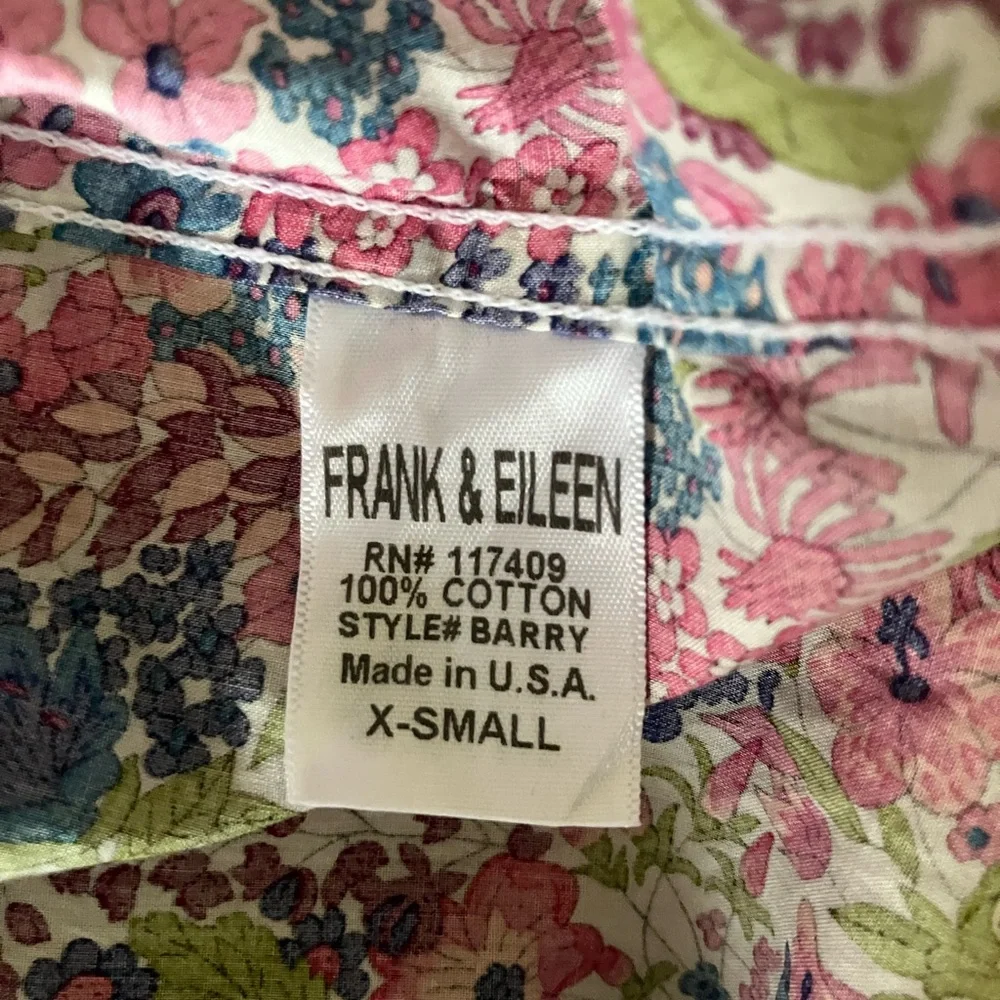 FRANK & EILEEN
RN# 117409
100% COTTON
STYLE# BARRY
Made in U.S.A.
X-SMALL